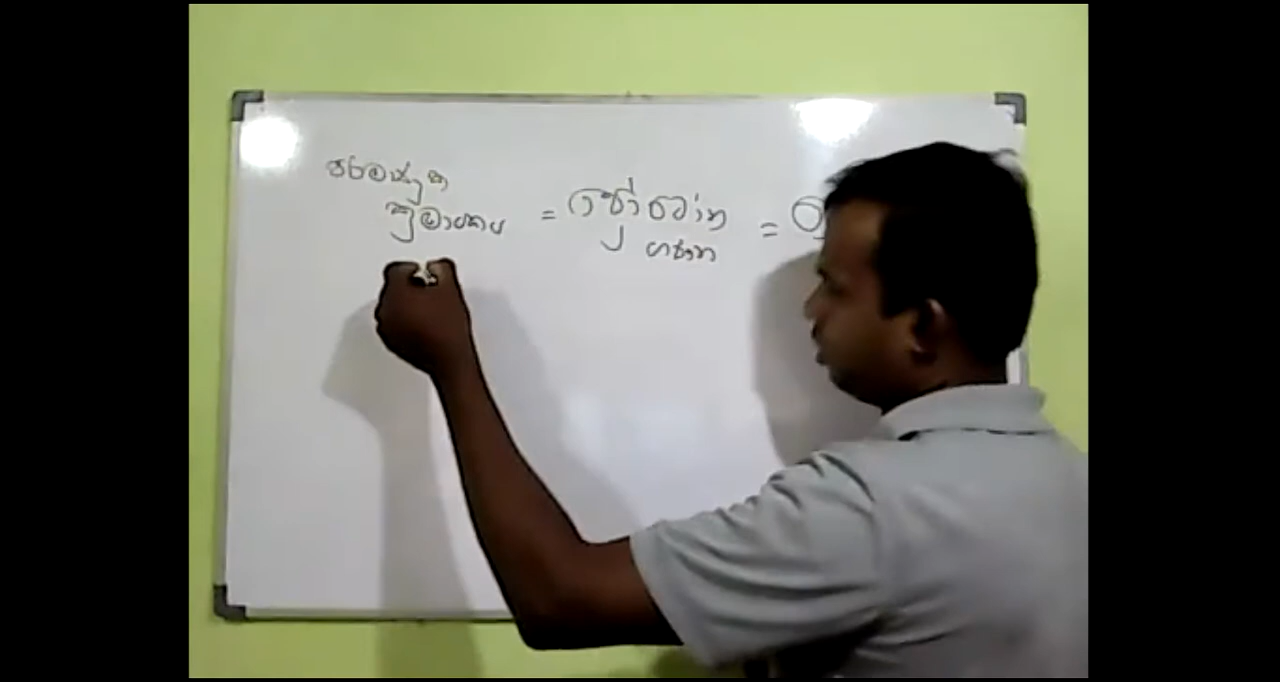 පරමාණුක
ක්‍රමාංකය = ප්‍රෝටෝන =
ගණන